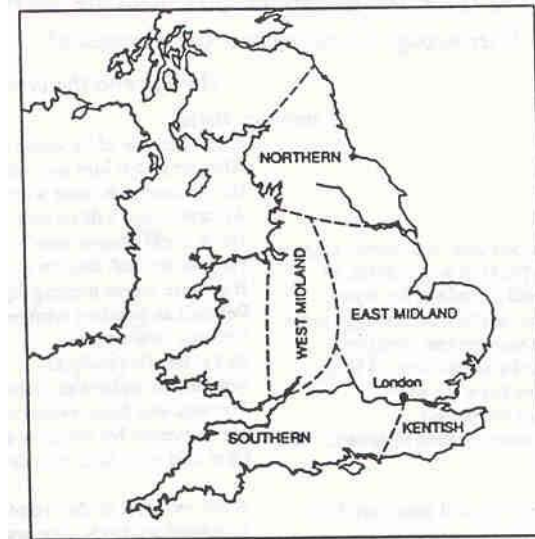 NORTHERN
WEST MIDLAND
EAST MIDLAND
London
SOUTHERN
KENTISH